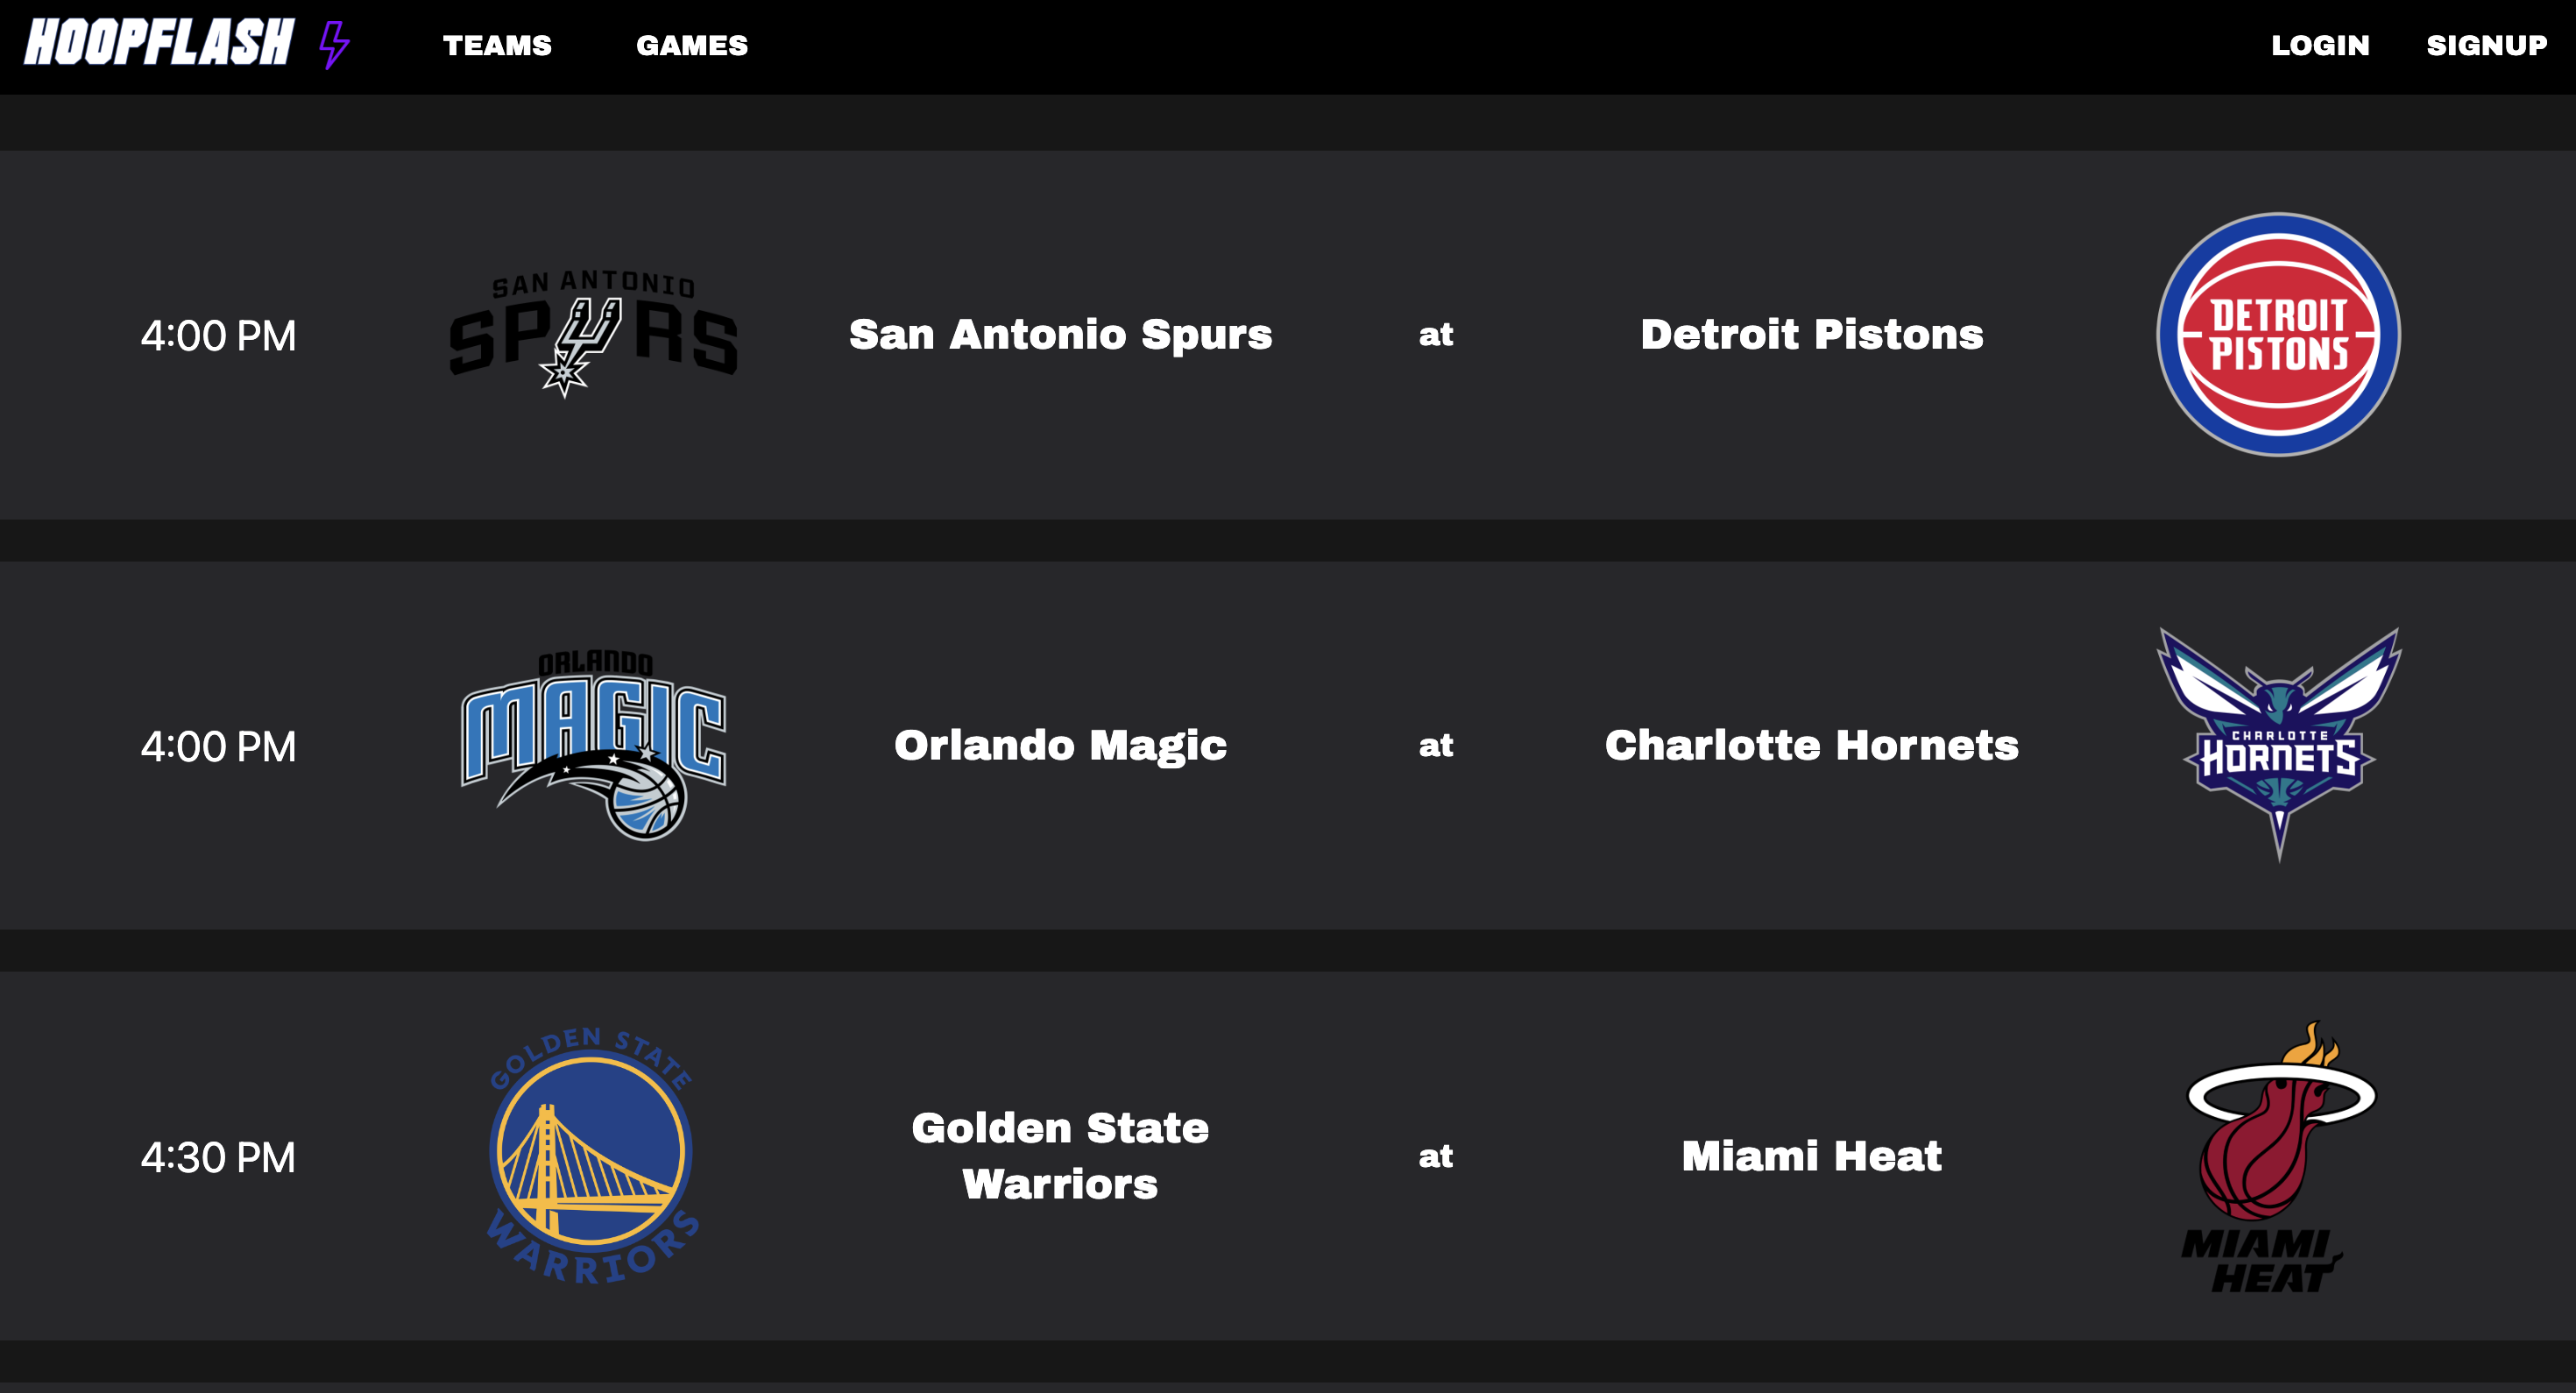 HOOPFLASH TEAMS GAMES LOGIN SIGNUP
4:00 PM
SAN ANTONIO
SPURS
San Antonio Spurs at Detroit Pistons
DETROIT
PISTONS
4:00 PM
ORLANDO
MAGIC
Orlando Magic at Charlotte Hornets
CHARLOTTE
HORNETS
4:30 PM
GOLDEN STATE
WARRIORS
Golden State
Warriors
at
Miami Heat
MIAMI
HEAT